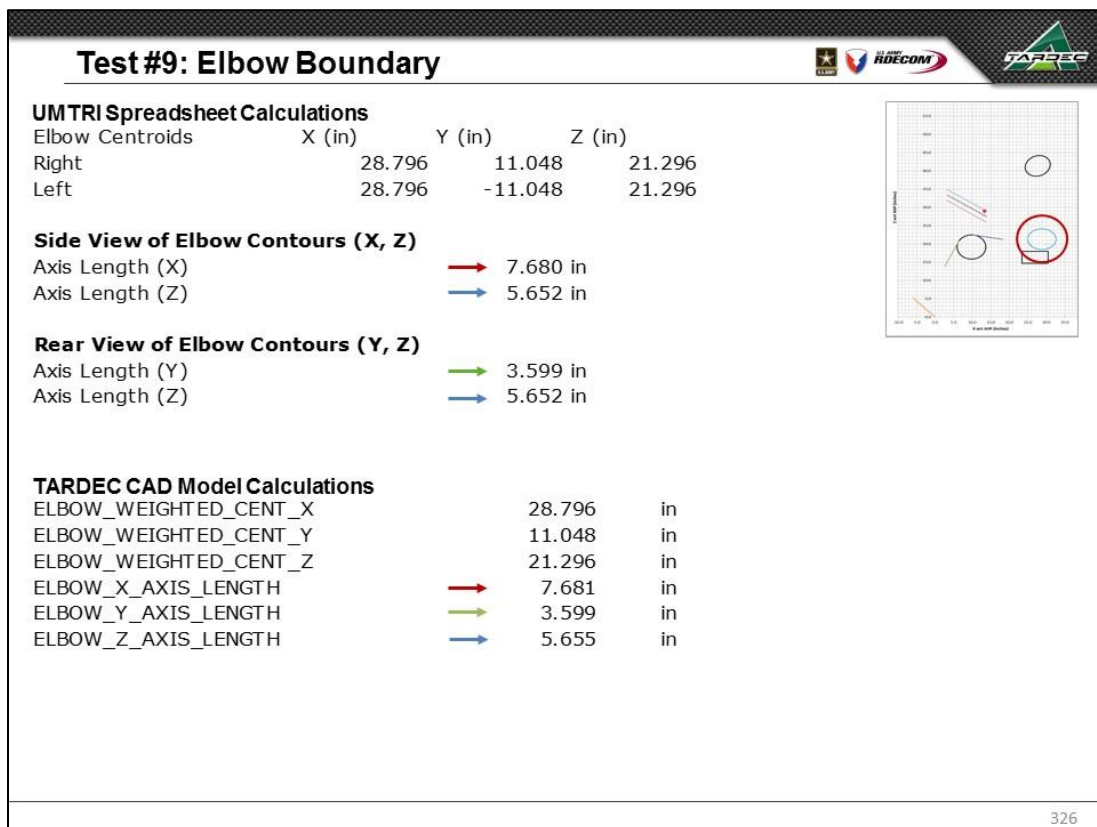 Test #9: Elbow Boundary
U.S. ARMY
U.S. ARMY
RDECOM
TARDEC
UMTRI Spreadsheet Calculations
Elbow Centroids X (in) Y (in) Z (in)
Right 28.796 11.048 21.296
Left 28.796 -11.048 21.296
Side View of Elbow Contours (X, Z)
Axis Length (X) 7.680 in
Axis Length (Z) 5.652 in
Rear View of Elbow Contours (Y, Z)
Axis Length (Y) 3.599 in
Axis Length (Z) 5.652 in
TARDEC CAD Model Calculations
ELBOW_WEIGHTED_CENT_X 28.796 in
ELBOW_WEIGHTED_CENT_Y 11.048 in
ELBOW_WEIGHTED_CENT_Z 21.296 in
ELBOW_X_AXIS_LENGTH 7.681 in
ELBOW_Y_AXIS_LENGTH 3.599 in
ELBOW_Z_AXIS_LENGTH 5.655 in
326